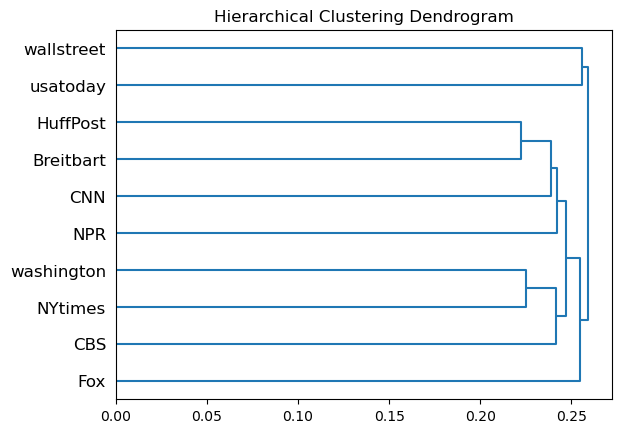 Hierarchical Clustering Dendrogram
wallstreet
usatoday
HuffPost
Breitbart
CNN
NPR
washington
NYtimes
CBS
Fox
0.00 0.05 0.10 0.15 0.20 0.25